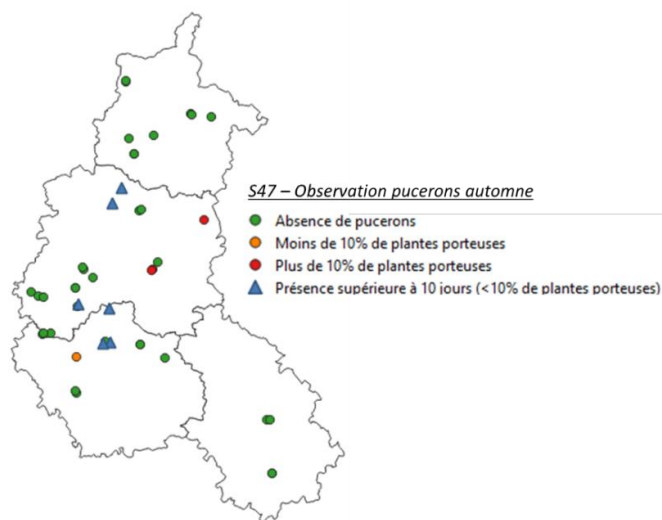 S47 – Observation pucerons automne
Absence de pucerons
Moins de 10% de plantes porteuses
Plus de 10% de plantes porteuses
Présence supérieure à 10 jours (<10% de plantes porteuses)